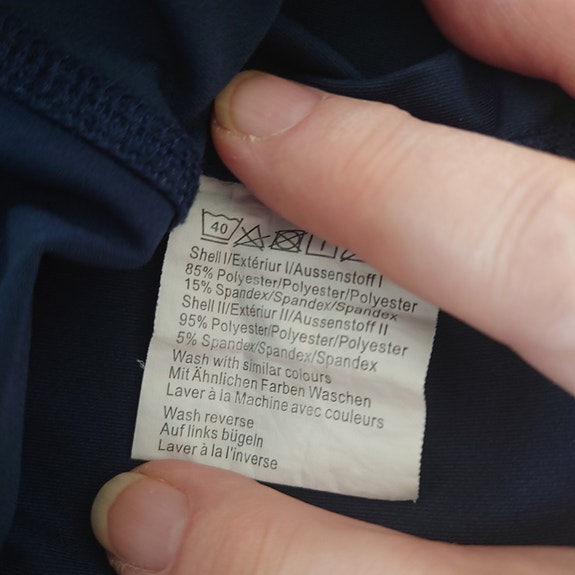 40
Shell I/Extériur I/Aussenstoff I
85% Polyester/Polyester/Polyester
15% Spandex/Spandex/Spandex
Shell II/Extériur II/Aussenstoff II
95% Polyester/Polyester/Polyester
5% Spandex/Spandex/Spandex
Wash with similar colours
Mit Ähnlichen Farben Waschen
Laver à la Machine avec couleurs
Wash reverse
Auf links bügeln
Laver à la l'inverse